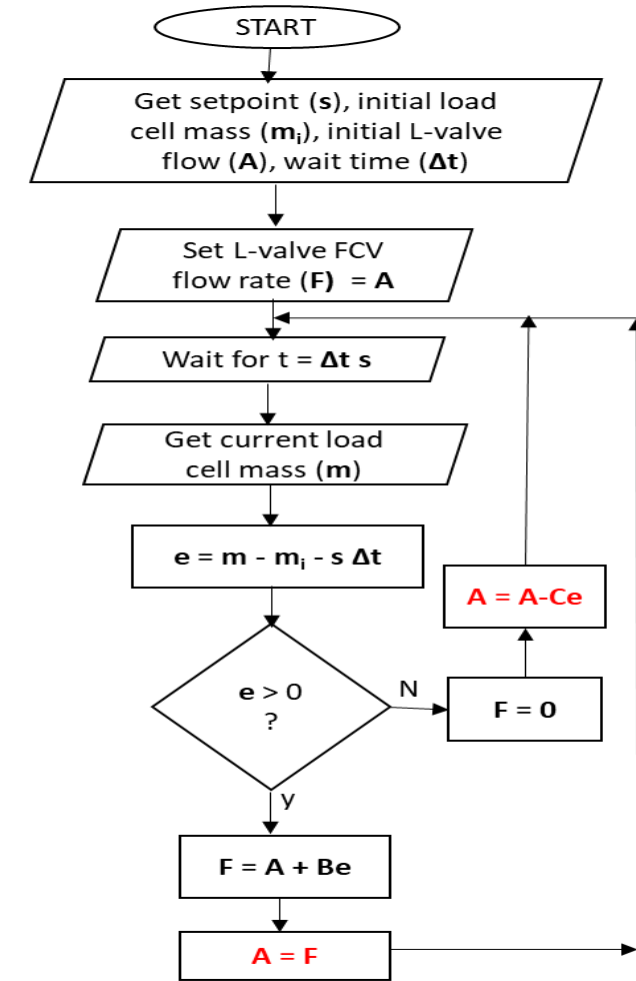 START
Get setpoint (s), initial load
cell mass (mᵢ), initial L-valve
flow (A), wait time (Δt)
Set L-valve FCV
flow rate (F)  = A
Wait for t = Δt s
Get current load
cell mass (m)
e = m - mᵢ - s Δt
e > 0
?
N
F = 0
A = A-Ce
y
F = A + Be
A = F